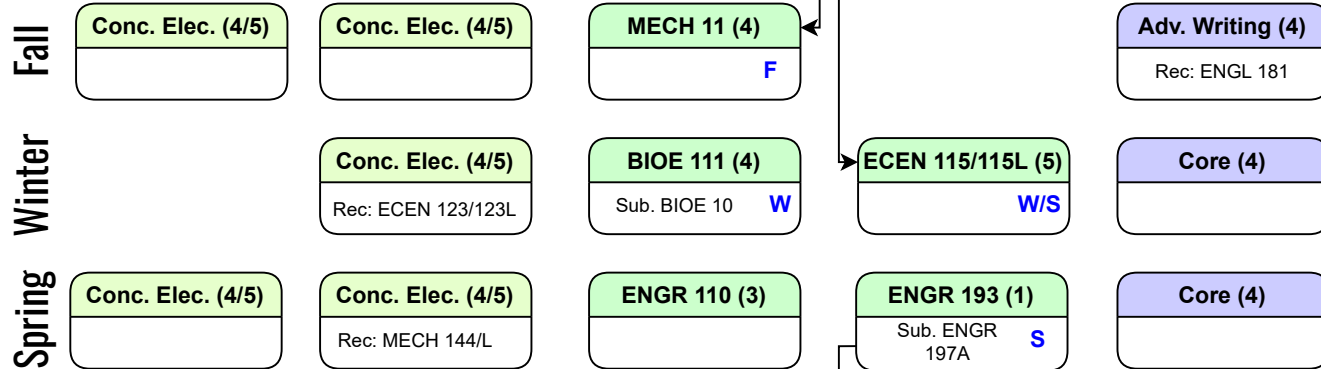 Fall
Conc. Elec. (4/5)
Conc. Elec. (4/5)
MECH 11 (4)
F
Adv. Writing (4)
Rec: ENGL 181
Winter
Conc. Elec. (4/5)
Rec: ECEN 123/123L
BIOE 111 (4)
Sub. BIOE 10
W
ECEN 115/115L (5)
W/S
Core (4)
Spring
Conc. Elec. (4/5)
Conc. Elec. (4/5)
Rec: MECH 144/L
ENGR 110 (3)
ENGR 193 (1)
Sub. ENGR
197A
S
Core (4)